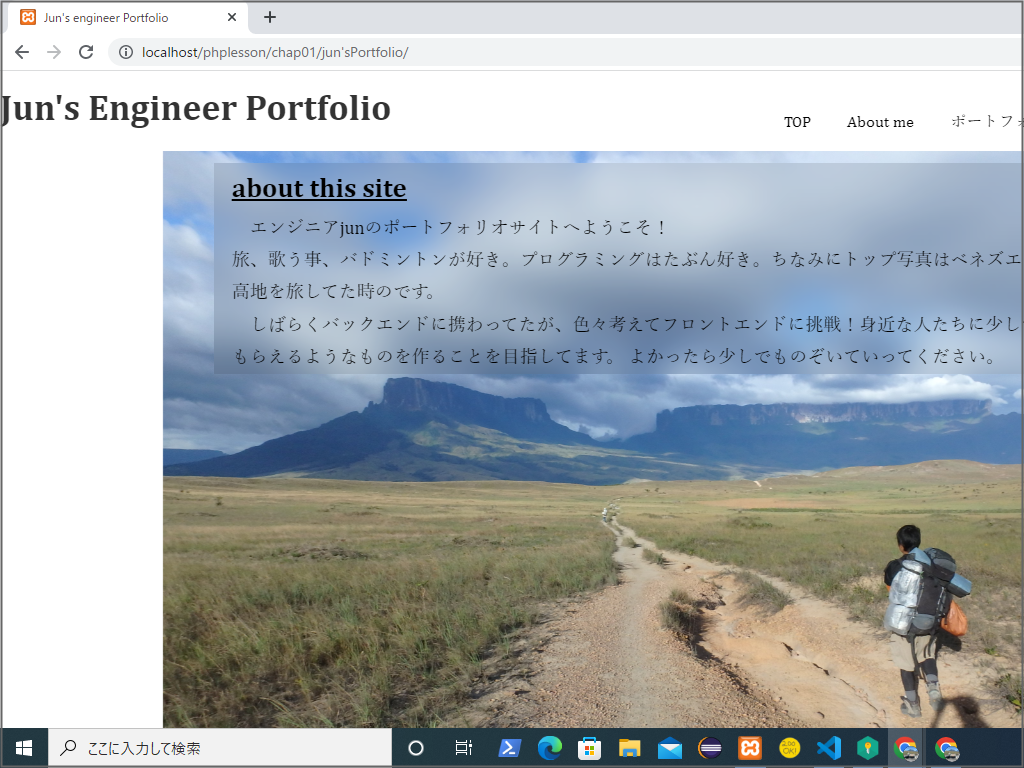 Jun's engineer Portfolio
localhost/phplesson/chap01/jun'sPortfolio/
Jun's Engineer Portfolio
TOP About me ポートフォ
about this site
エンジニアjunのポートフォリオサイトへようこそ！
旅、歌う事、バドミントンが好き。プログラミングはたぶん好き。ちなみにトップ写真はベネズエ
高地を旅してた時のです。
しばらくバックエンドに携わってたが、色々考えてフロントエンドに挑戦！身近な人たちに少し
もらえるようなものを作ることを目指してます。 よかったら少しでものぞいていってください。
ここに入力して検索